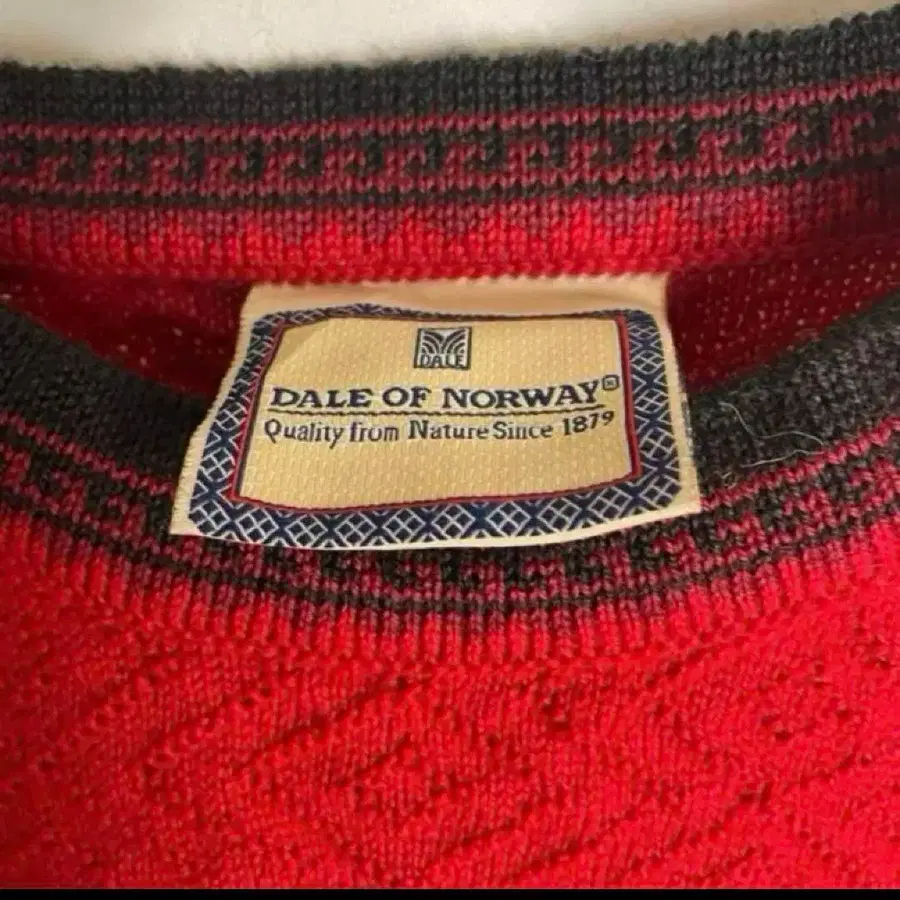 DALE
DALE OF NORWAY®
Quality from Nature Since 1879